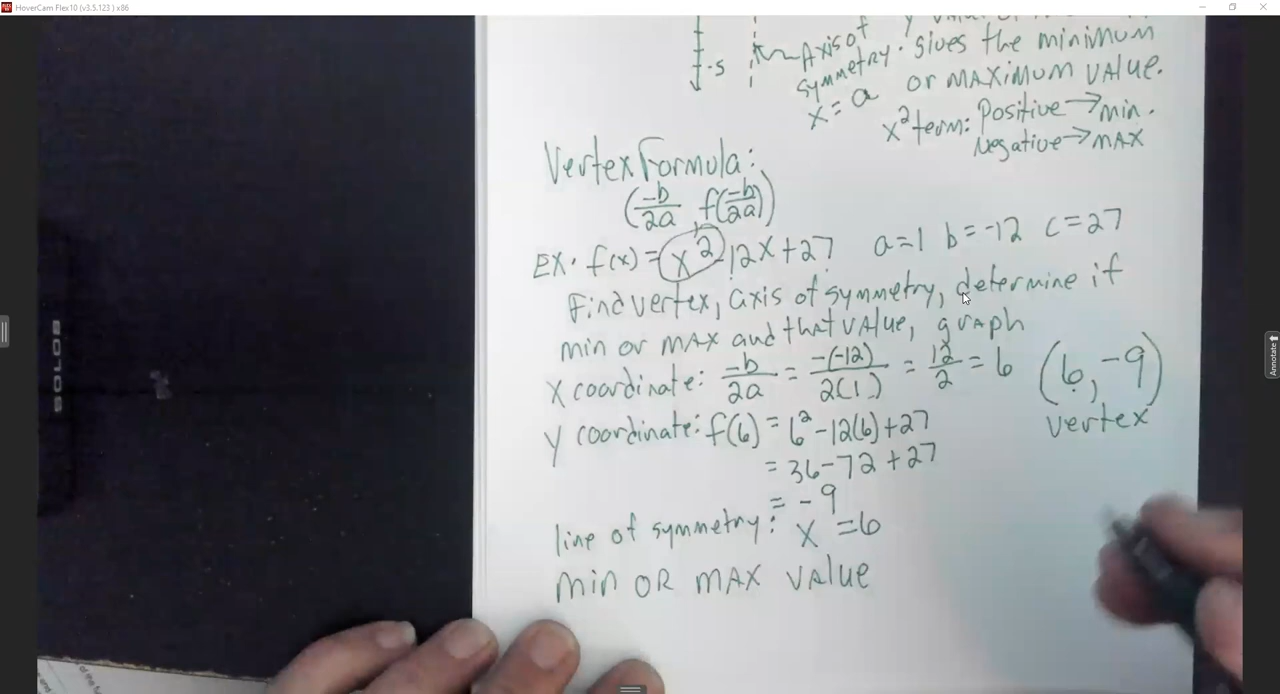 HoverCam Flex10 (v3.5.123 ) x86
Axis of
symmetry.
x = a
gives the minimum
or maximum value.
x² term: Positive → min.
Negative → MAX
.5
Vertex Formula:
(-b/2a f(-b/2a))
EX. f(x) = x² - 12x + 27 a=1 b=-12 c=27
Find vertex, axis of symmetry, determine if
min or max and that value, graph
X coordinate: -b/2a = -(-12)/2(1) = 12/2 = 6 (6, -9)
vertex
Y coordinate: f(6) = 6² - 12(6) + 27
= 36 - 72 + 27
= -9
line of symmetry: x = 6
min OR MAX value
SOLO8
Annotate